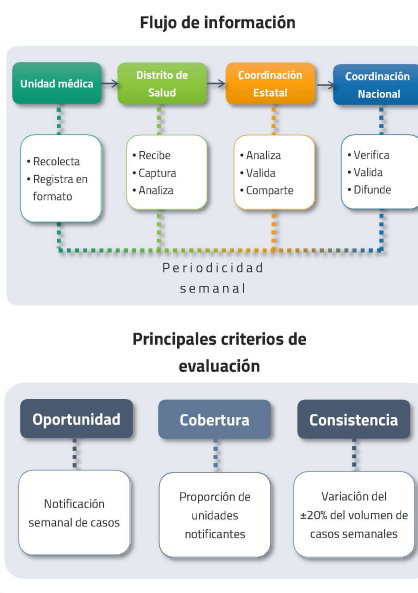 Flujo de información
Unidad médica
Distrito de
Salud
Coordinación
Estatal
Coordinación
Nacional
• Recolecta
• Registra en
formato
• Recibe
• Captura
• Analiza
• Analiza
• Valida
• Comparte
• Verifica
• Valida
• Difunde
Periodicidad
semanal
Principales criterios de
evaluación
Oportunidad
Cobertura
Consistencia
Notificación
semanal de casos
Proporción de
unidades
notificantes
Variación del
±20% del volumen de
casos semanales